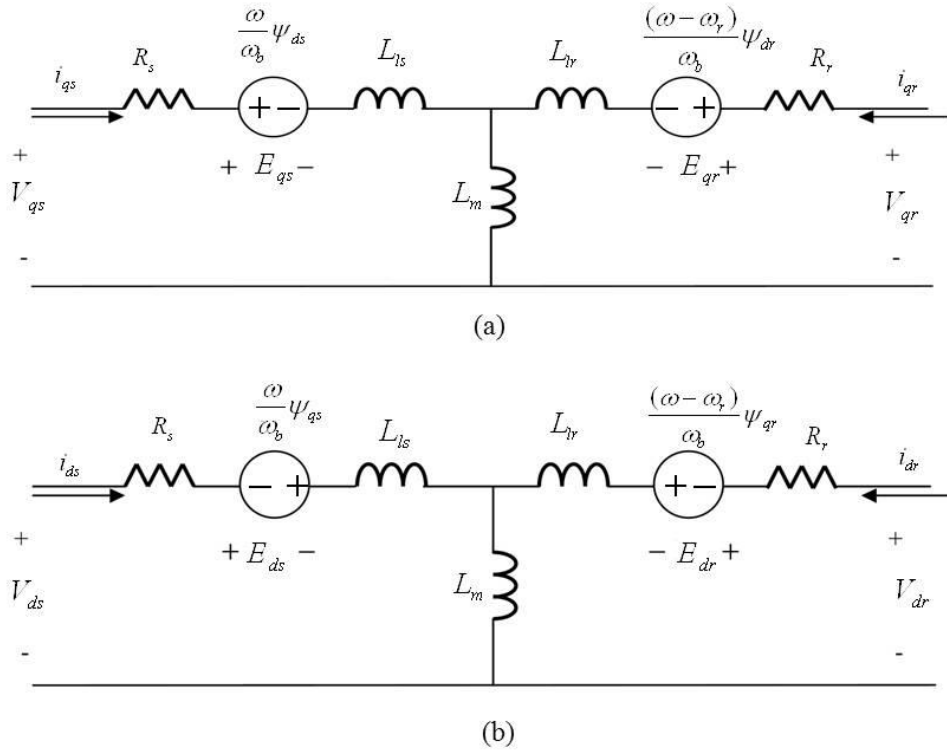 ω/ω_b ψ_ds
(ω−ω_r)/ω_b ψ_dr
R_s
L_ls
L_lr
R_r
i_qs
i_qr
+ −
− +
+ E_qs −
− E_qr +
+
V_qs
-
L_m
+
V_qr
-
(a)
ω/ω_b ψ_qs
(ω−ω_r)/ω_b ψ_qr
R_s
L_ls
L_lr
R_r
i_ds
i_dr
− +
+ −
+ E_ds −
− E_dr +
+
V_ds
-
L_m
+
V_dr
-
(b)